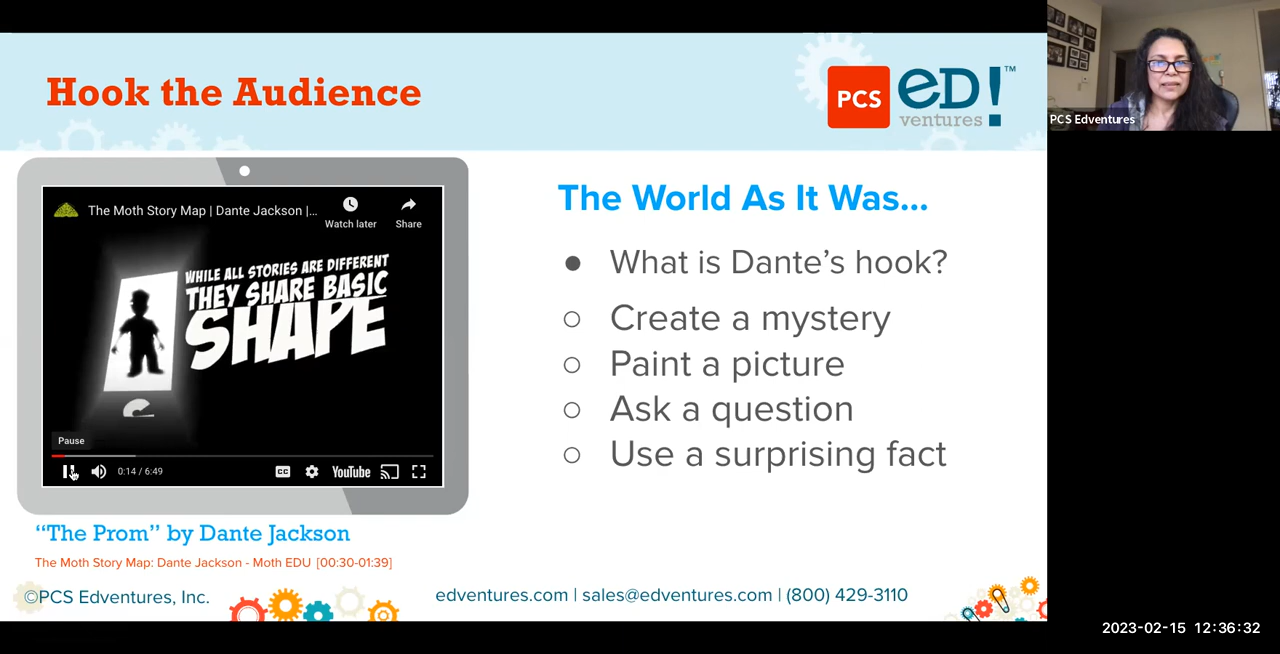 Hook the Audience
PCS
ED!™
ventures
PCS Edventures
The Moth Story Map | Dante Jackson |...
Watch later
Share
WHILE ALL STORIES ARE DIFFERENT
THEY SHARE BASIC
SHAPE
Pause
0:14 / 6:49
CC
YouTube
The World As It Was...
● What is Dante's hook?
○ Create a mystery
○ Paint a picture
○ Ask a question
○ Use a surprising fact
“The Prom” by Dante Jackson
The Moth Story Map: Dante Jackson - Moth EDU [00:30-01:39]
©PCS Edventures, Inc.
edventures.com | sales@edventures.com | (800) 429-3110
2023-02-15 12:36:32